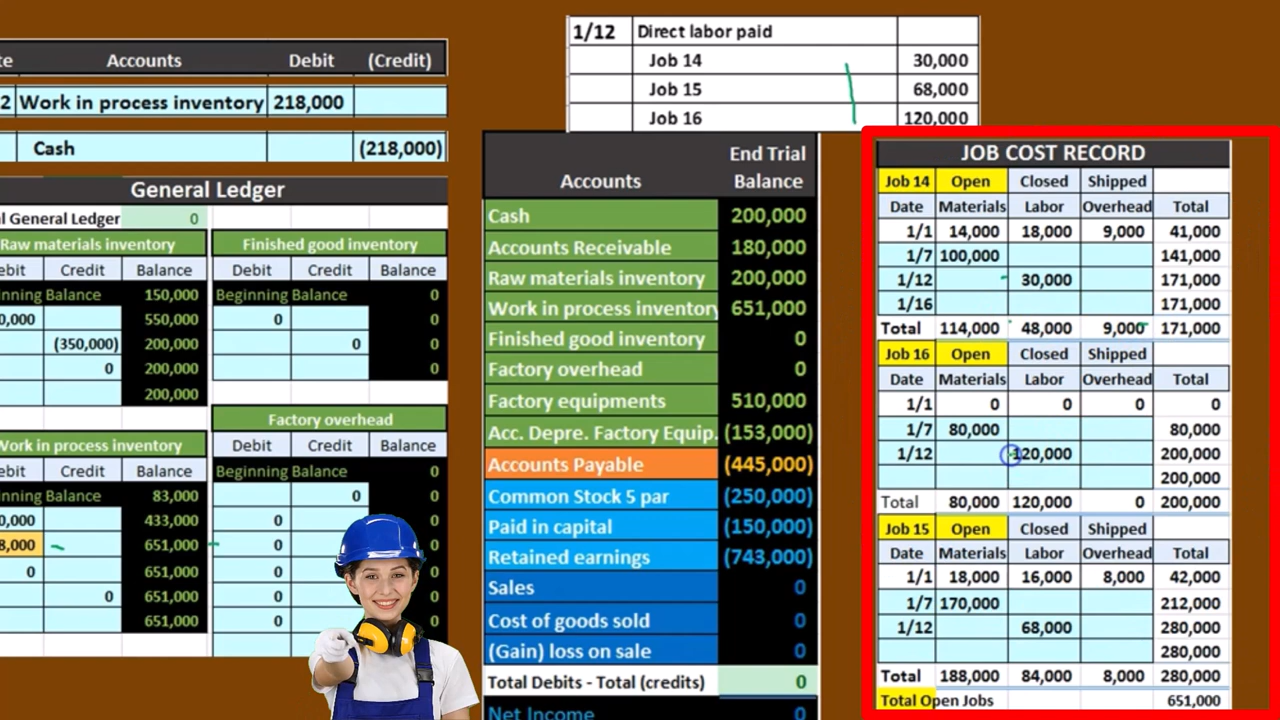 te Accounts Debit (Credit)
2 Work in process inventory 218,000
Cash (218,000)
General Ledger
al General Ledger 0
Raw materials inventory
ebit Credit Balance
ginning Balance 150,000
0,000 550,000
(350,000) 200,000
0 200,000
200,000
Finished good inventory
Debit Credit Balance
Beginning Balance 0
0 0
0 0
0
0
Work in process inventory
ebit Credit Balance
ginning Balance 83,000
0,000 433,000
8,000 651,000
0 651,000
0 651,000
651,000
Factory overhead
Debit Credit Balance
Beginning Balance 0
0 0
0 0
0 0
0 0
0 0
1/12 Direct labor paid
Job 14 30,000
Job 15 68,000
Job 16 120,000
Accounts End Trial Balance
Cash 200,000
Accounts Receivable 180,000
Raw materials inventory 200,000
Work in process inventory 651,000
Finished good inventory 0
Factory overhead 0
Factory equipments 510,000
Acc. Depre. Factory Equip. (153,000)
Accounts Payable (445,000)
Common Stock 5 par (250,000)
Paid in capital (150,000)
Retained earnings (743,000)
Sales 0
Cost of goods sold 0
(Gain) loss on sale 0
Total Debits - Total (credits) 0
Net Income 0
JOB COST RECORD
Job 14 Open Closed Shipped
Date Materials Labor Overhead Total
1/1 14,000 18,000 9,000 41,000
1/7 100,000 141,000
1/12 30,000 171,000
1/16 171,000
Total 114,000 48,000 9,000 171,000
Job 16 Open Closed Shipped
Date Materials Labor Overhead Total
1/1 0 0 0 0
1/7 80,000 80,000
1/12 120,000 200,000
200,000
Total 80,000 120,000 0 200,000
Job 15 Open Closed Shipped
Date Materials Labor Overhead Total
1/1 18,000 16,000 8,000 42,000
1/7 170,000 212,000
1/12 68,000 280,000
280,000
Total 188,000 84,000 8,000 280,000
Total Open Jobs 651,000